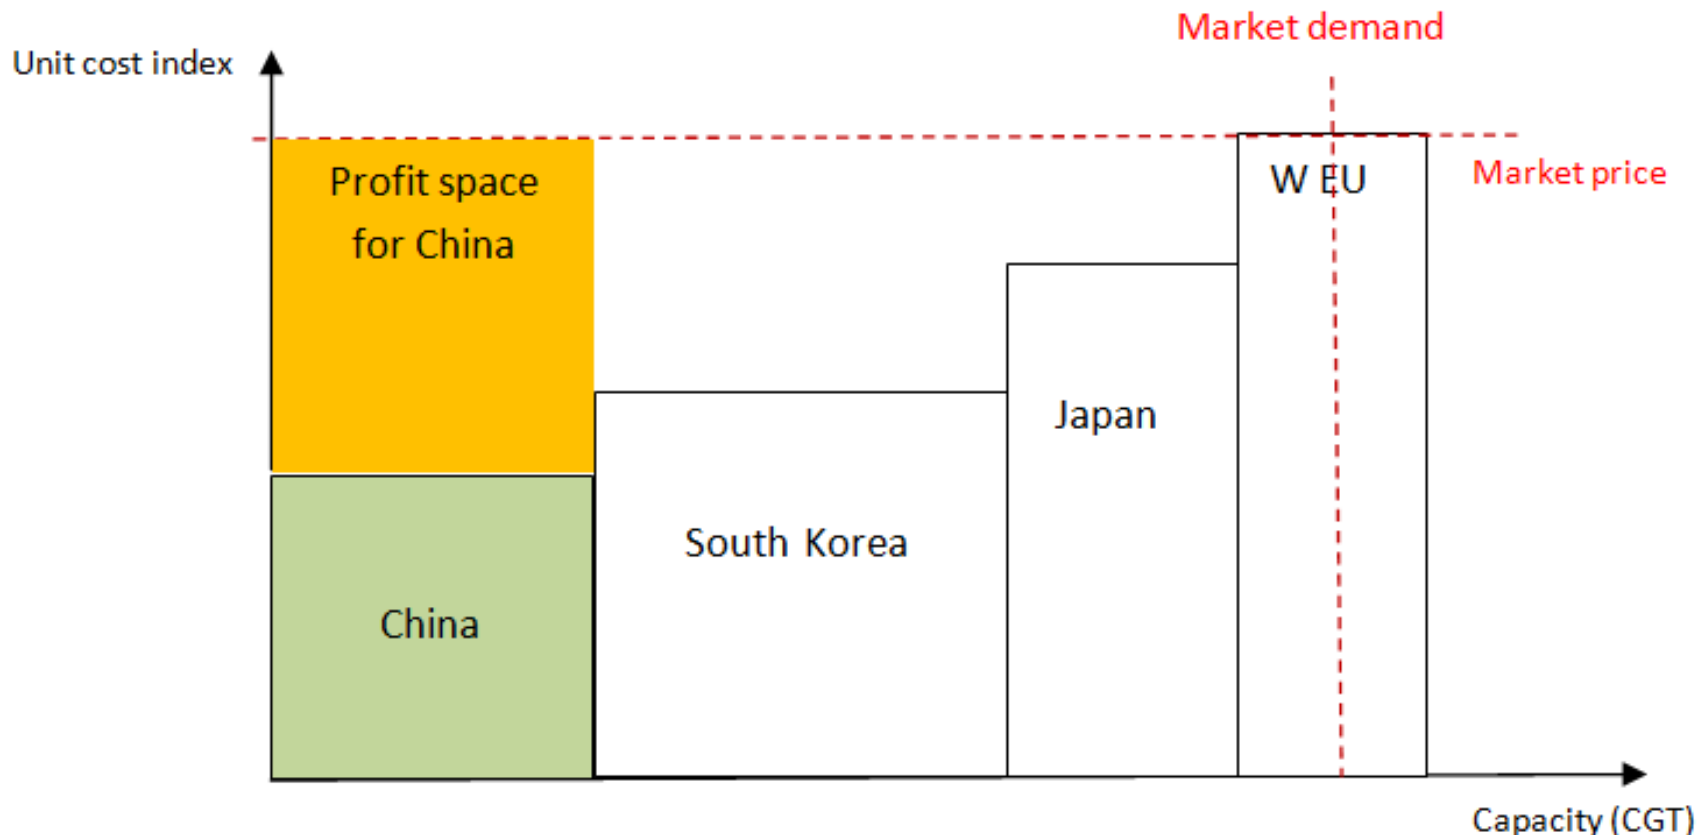 Market demand
Unit cost index
Profit space
for China
W EU
Market price
Japan
South Korea
China
Capacity (CGT)